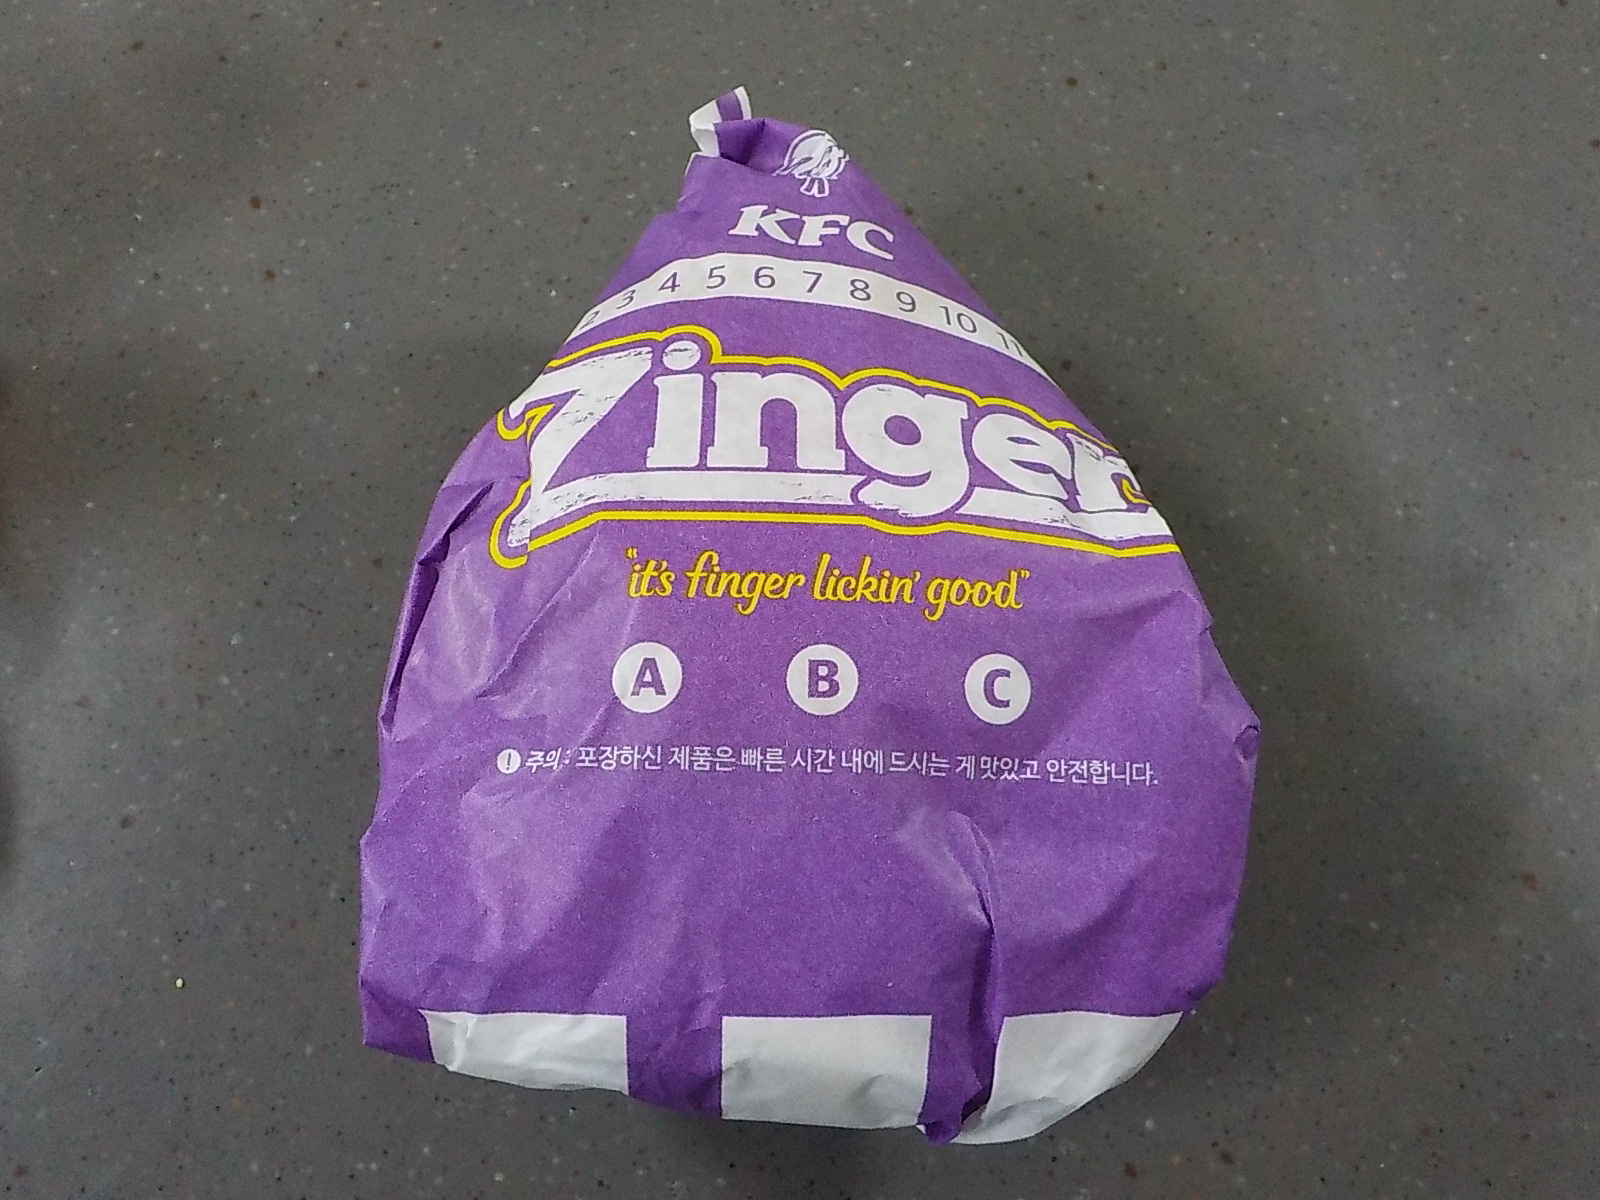 KFC
2 3 4 5 6 7 8 9 10 11
Zinger
"it's finger lickin' good"
A B C
! 주의 : 포장하신 제품은 빠른 시간 내에 드시는 게 맛있고 안전합니다.